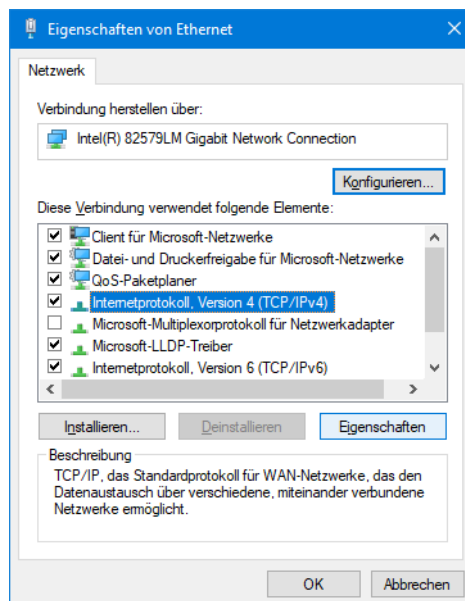 Eigenschaften von Ethernet
Netzwerk
Verbindung herstellen über:
Intel(R) 82579LM Gigabit Network Connection
Konfigurieren...
Diese Verbindung verwendet folgende Elemente:
Client für Microsoft-Netzwerke
Datei- und Druckerfreigabe für Microsoft-Netzwerke
QoS-Paketplaner
Internetprotokoll, Version 4 (TCP/IPv4)
Microsoft-Multiplexorprotokoll für Netzwerkadapter
Microsoft-LLDP-Treiber
Internetprotokoll, Version 6 (TCP/IPv6)
Installieren... Deinstallieren Eigenschaften
Beschreibung
TCP/IP, das Standardprotokoll für WAN-Netzwerke, das den
Datenaustausch über verschiedene, miteinander verbundene
Netzwerke ermöglicht.
OK Abbrechen